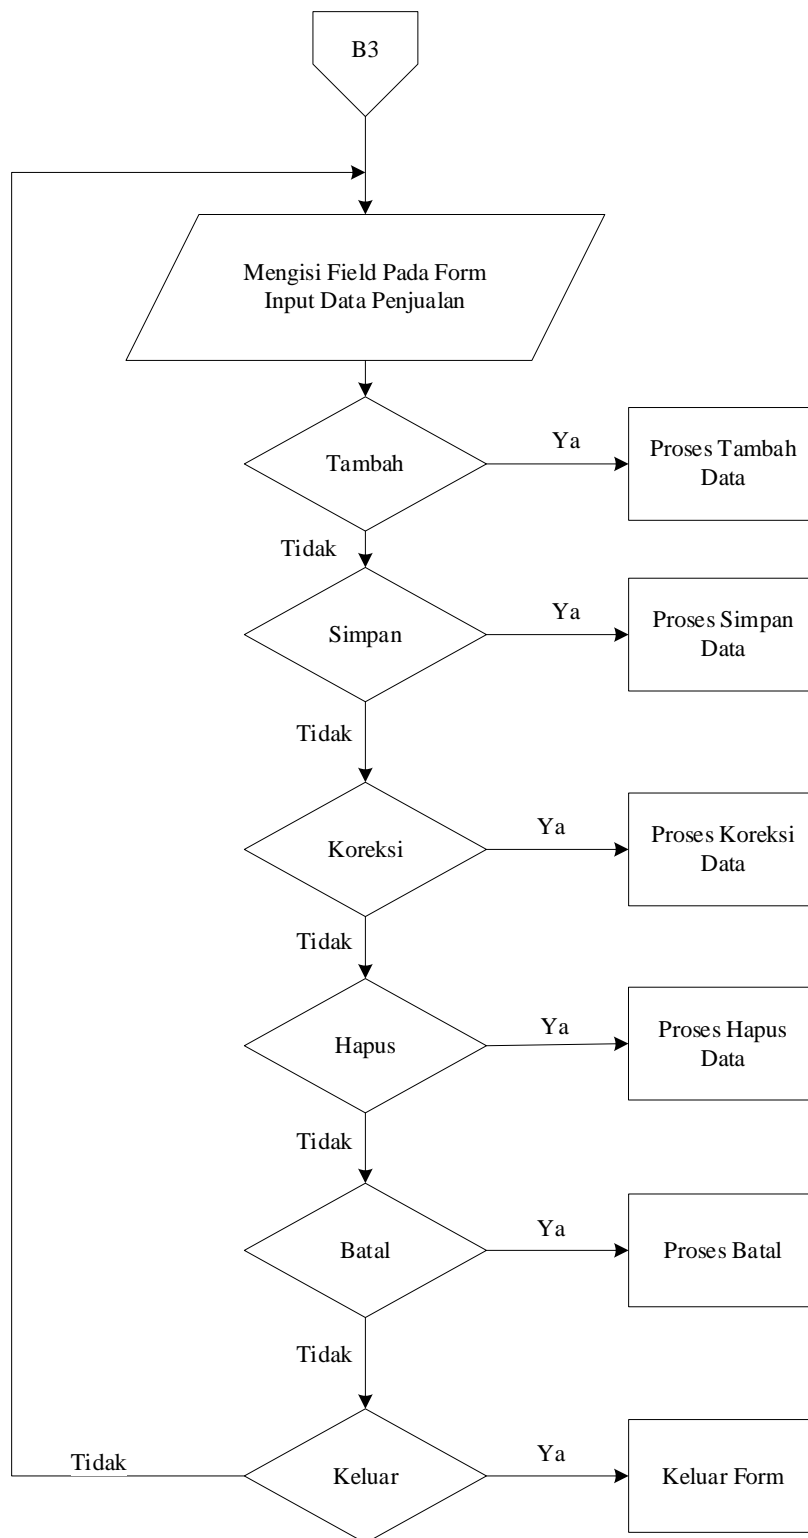 B3
Mengisi Field Pada Form
Input Data Penjualan
Tambah
Ya
Proses Tambah
Data
Tidak
Simpan
Ya
Proses Simpan
Data
Tidak
Koreksi
Ya
Proses Koreksi
Data
Tidak
Hapus
Ya
Proses Hapus
Data
Tidak
Batal
Ya
Proses Batal
Tidak
Tidak
Keluar
Ya
Keluar Form